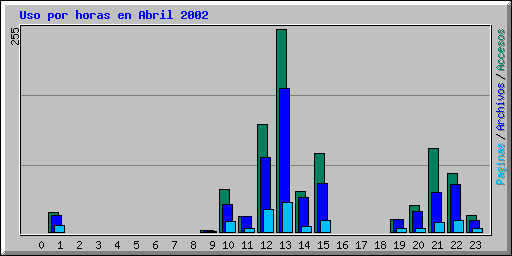 Uso por horas en Abril 2002
255
Paginas/Archivos/Accesos
0 1 2 3 4 5 6 7 8 9 10 11 12 13 14 15 16 17 18 19 20 21 22 23